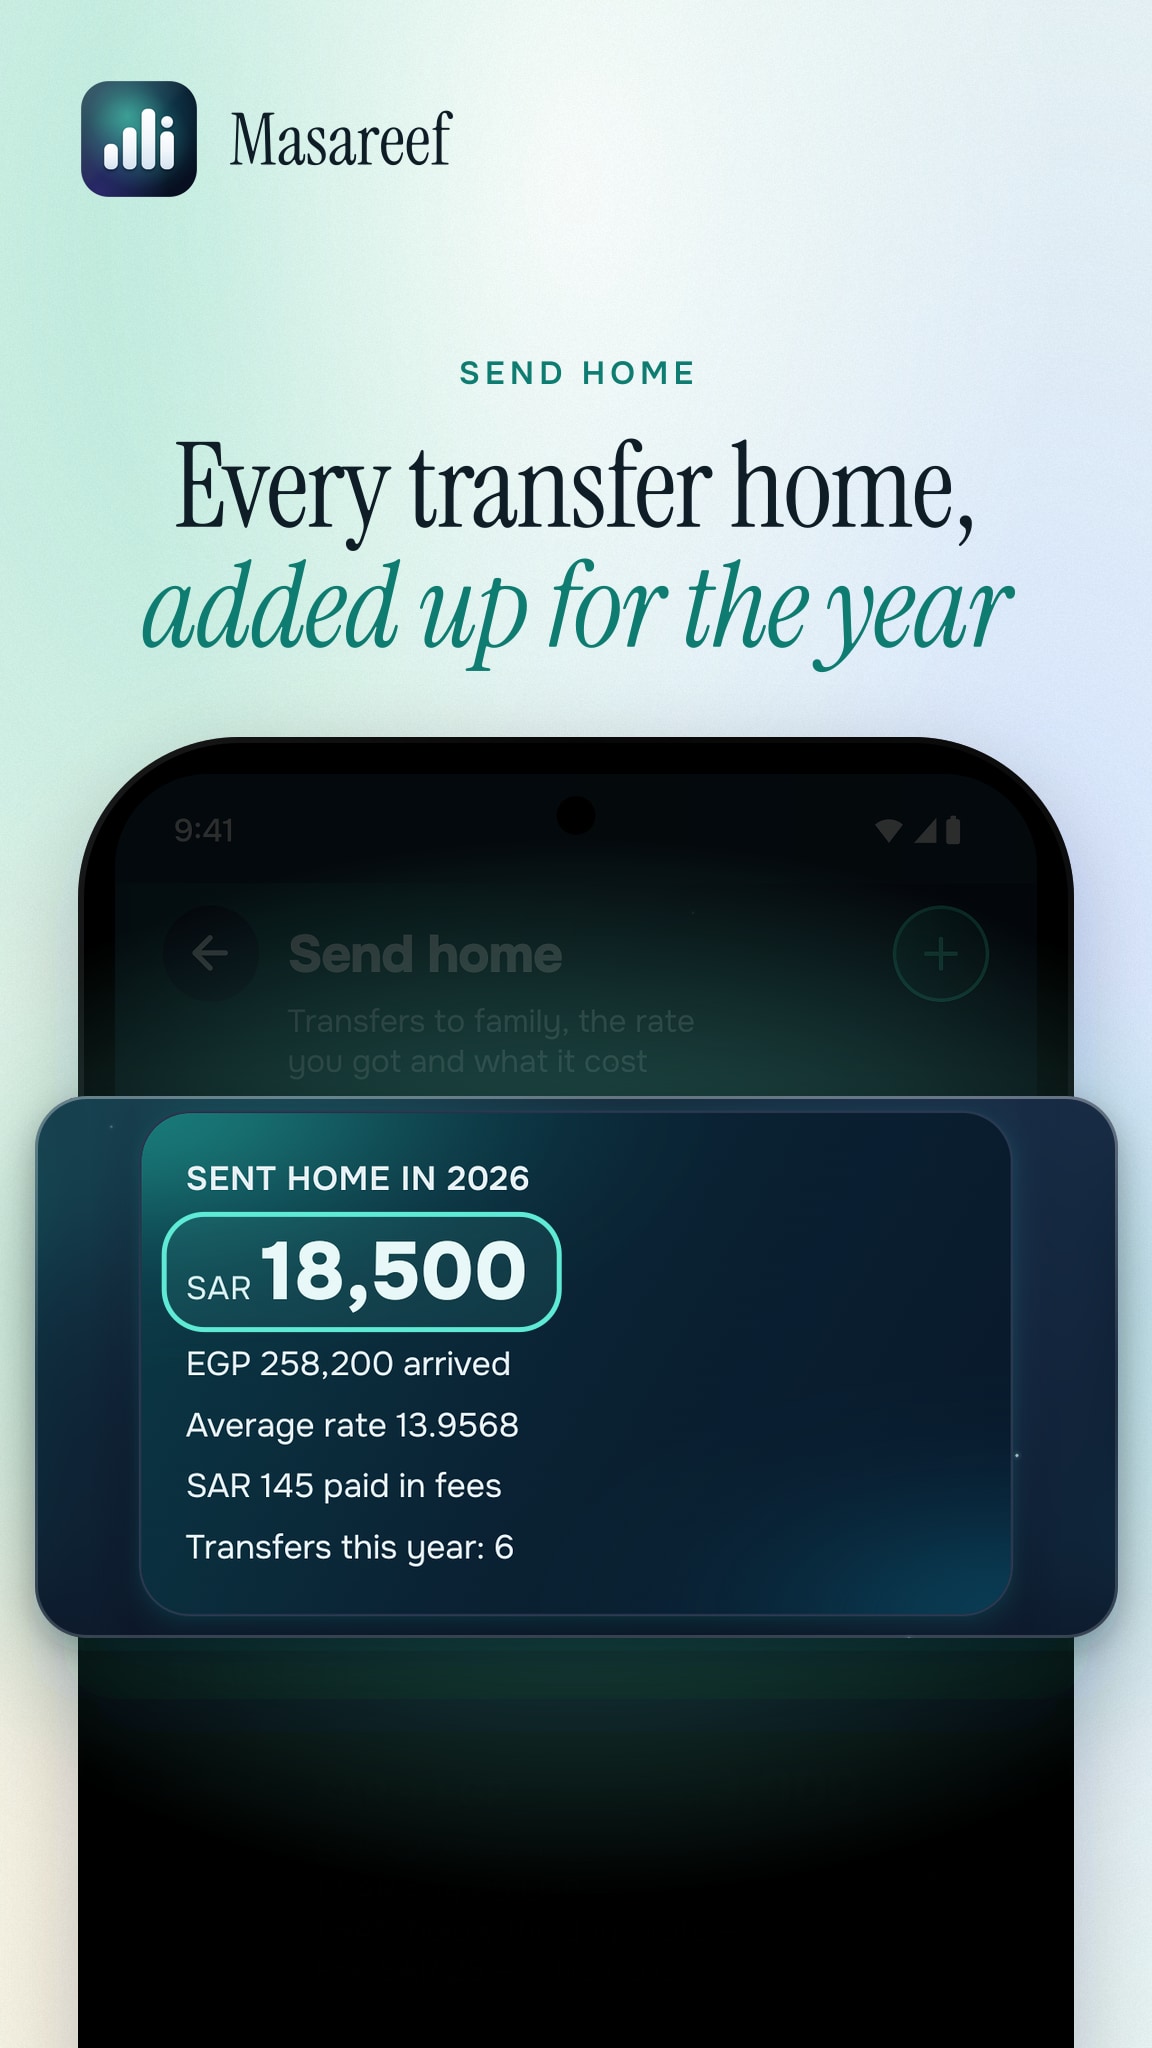 Masareef
SEND HOME
Every transfer home,
added up for the year
9:41
Send home
Transfers to family, the rate
you got and what it cost
SENT HOME IN 2026
SAR 18,500
EGP 258,200 arrived
Average rate 13.9568
SAR 145 paid in fees
Transfers this year: 6